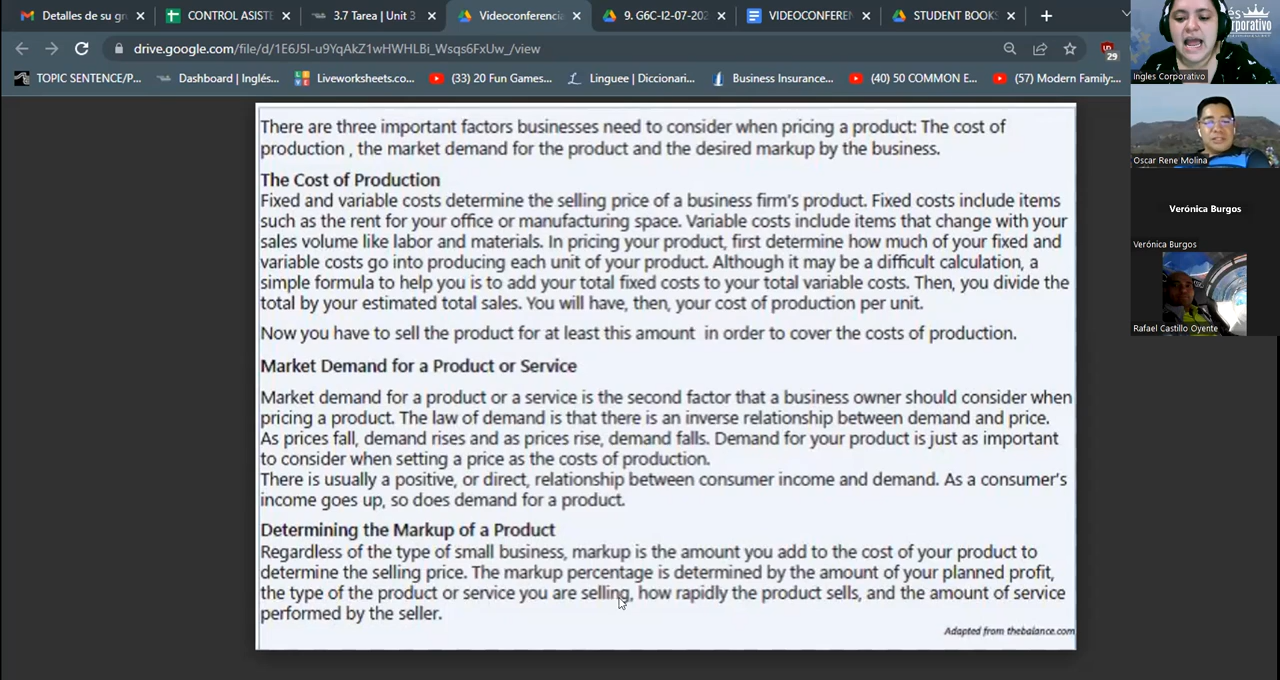 Detalles de su gr
CONTROL ASISTE
3.7 Tarea | Unit 3
Videoconferencia
9. G6C-I2-07-202
VIDEOCONFEREN
STUDENT BOOKS
drive.google.com/file/d/1E6J5I-u9YqAkZ1wHWHLBi_Wsqs6FxUw_/view
29
TOPIC SENTENCE/P...
Dashboard | Inglés...
Liveworksheets.co...
(33) 20 Fun Games...
Linguee | Diccionari...
Business Insurance...
(40) 50 COMMON E...
(57) Modern Family:...
There are three important factors businesses need to consider when pricing a product: The cost of
production , the market demand for the product and the desired markup by the business.
The Cost of Production
Fixed and variable costs determine the selling price of a business firm's product. Fixed costs include items
such as the rent for your office or manufacturing space. Variable costs include items that change with your
sales volume like labor and materials. In pricing your product, first determine how much of your fixed and
variable costs go into producing each unit of your product. Although it may be a difficult calculation, a
simple formula to help you is to add your total fixed costs to your total variable costs. Then, you divide the
total by your estimated total sales. You will have, then, your cost of production per unit.
Now you have to sell the product for at least this amount in order to cover the costs of production.
Market Demand for a Product or Service
Market demand for a product or a service is the second factor that a business owner should consider when
pricing a product. The law of demand is that there is an inverse relationship between demand and price.
As prices fall, demand rises and as prices rise, demand falls. Demand for your product is just as important
to consider when setting a price as the costs of production.
There is usually a positive, or direct, relationship between consumer income and demand. As a consumer's
income goes up, so does demand for a product.
Determining the Markup of a Product
Regardless of the type of small business, markup is the amount you add to the cost of your product to
determine the selling price. The markup percentage is determined by the amount of your planned profit,
the type of the product or service you are selling, how rapidly the product sells, and the amount of service
performed by the seller.
Adapted from thebalance.com
Ingles Corporativo
Oscar Rene Molina
Verónica Burgos
Verónica Burgos
Rafael Castillo Oyente